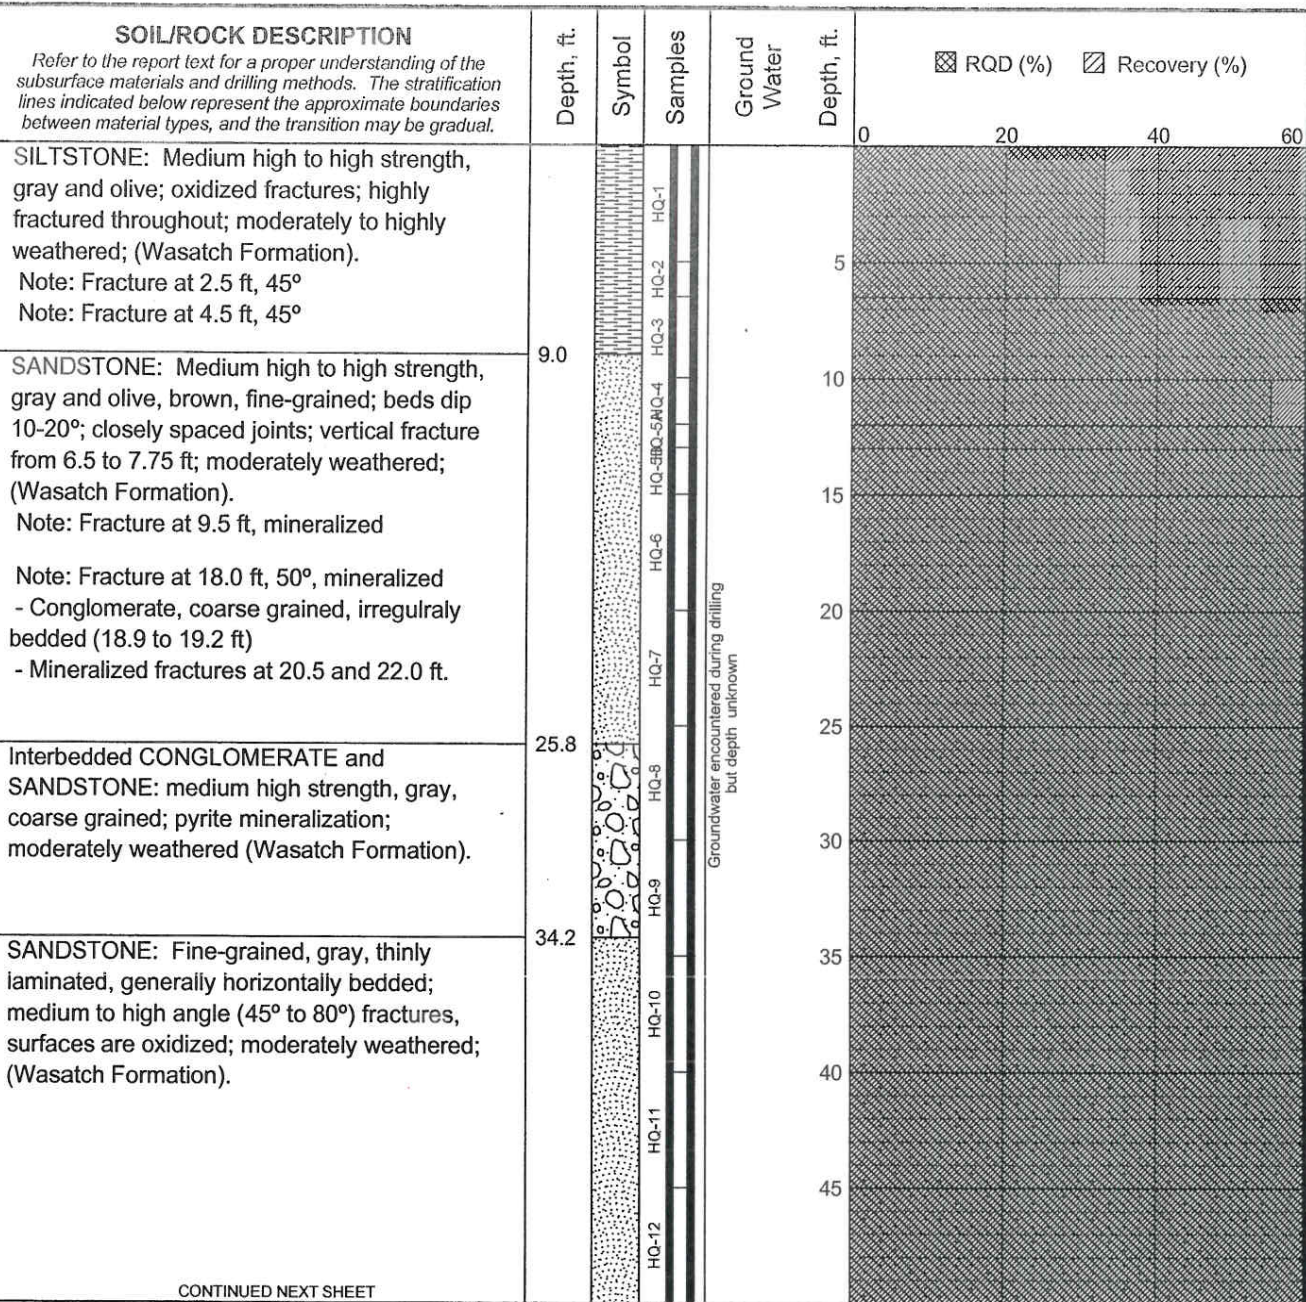 SOIL/ROCK DESCRIPTION
Refer to the report text for a proper understanding of the
subsurface materials and drilling methods. The stratification
lines indicated below represent the approximate boundaries
between material types, and the transition may be gradual.
Depth, ft.
Symbol
Samples
Ground
Water
Depth, ft.
RQD (%)
Recovery (%)
0
20
40
60
SILTSTONE: Medium high to high strength,
gray and olive; oxidized fractures; highly
fractured throughout; moderately to highly
weathered; (Wasatch Formation).
Note: Fracture at 2.5 ft, 45º
Note: Fracture at 4.5 ft, 45º
9.0
SANDSTONE: Medium high to high strength,
gray and olive, brown, fine-grained; beds dip
10-20º; closely spaced joints; vertical fracture
from 6.5 to 7.75 ft; moderately weathered;
(Wasatch Formation).
Note: Fracture at 9.5 ft, mineralized
Note: Fracture at 18.0 ft, 50º, mineralized
- Conglomerate, coarse grained, irregulraly
bedded (18.9 to 19.2 ft)
- Mineralized fractures at 20.5 and 22.0 ft.
25.8
Interbedded CONGLOMERATE and
SANDSTONE: medium high strength, gray,
coarse grained; pyrite mineralization;
moderately weathered (Wasatch Formation).
34.2
SANDSTONE: Fine-grained, gray, thinly
laminated, generally horizontally bedded;
medium to high angle (45º to 80º) fractures,
surfaces are oxidized; moderately weathered;
(Wasatch Formation).
CONTINUED NEXT SHEET
HQ-1
HQ-2
HQ-3
HQ-4
HQ-6
HQ-7
HQ-8
HQ-9
HQ-10
HQ-11
HQ-12
Groundwater encountered during drilling
but depth unknown
5
10
15
20
25
30
35
40
45